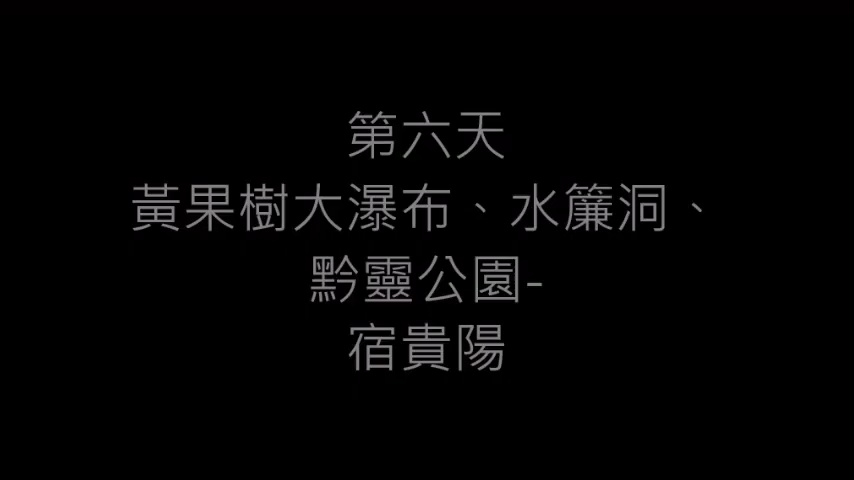 第六天
黃果樹大瀑布、水簾洞、
黔靈公園-
宿貴陽